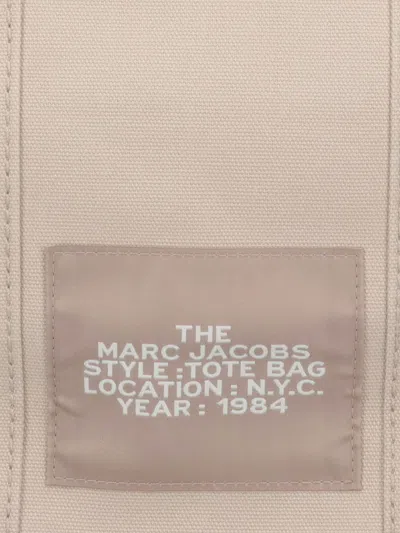 THE
MARC JACOBS
STYLE : TOTE BAG
LOCATION : N.Y.C.
YEAR : 1984